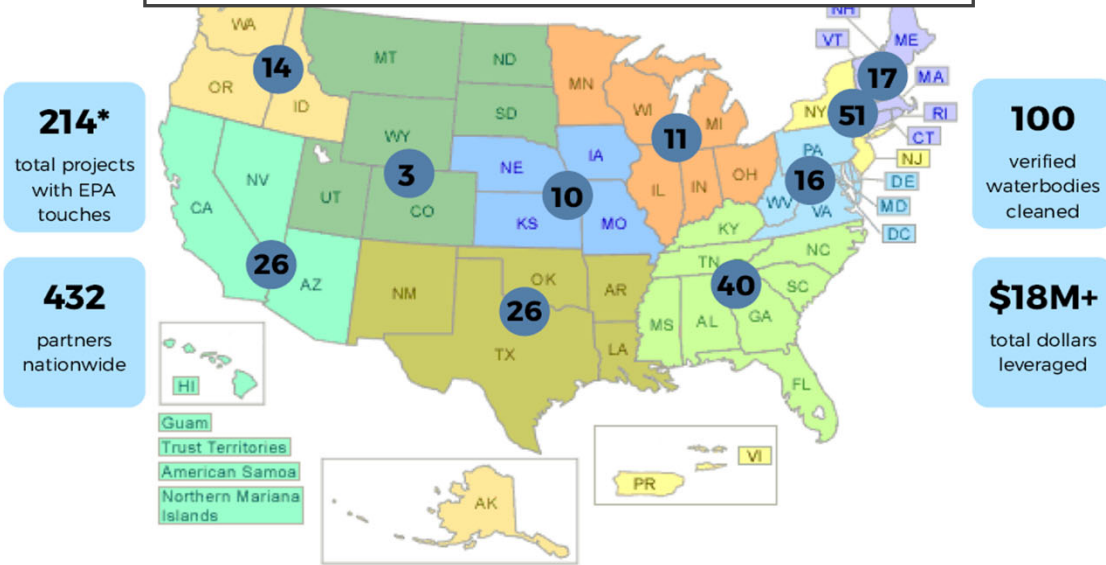 NH
WA
ME
VT
MT
ND
14
17
MA
OR
MN
ID
SD
WI
MI
NY
51
RI
214*
total projects
with EPA
touches
WY
11
CT
100
verified
waterbodies
cleaned
IA
PA
NJ
NE
3
OH
16
DE
NV
UT
CO
10
IL
IN
WV
VA
MD
CA
KS
MO
KY
DC
NC
TN
26
AZ
OK
AR
40
SC
432
partners
nationwide
NM
26
MS
AL
GA
$18M+
total dollars
leveraged
TX
LA
HI
FL
Guam
Trust Territories
American Samoa
Northern Mariana
Islands
VI
PR
AK